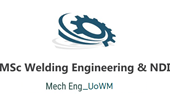 MSc Welding Engineering & NDI
Mech Eng_UoWM